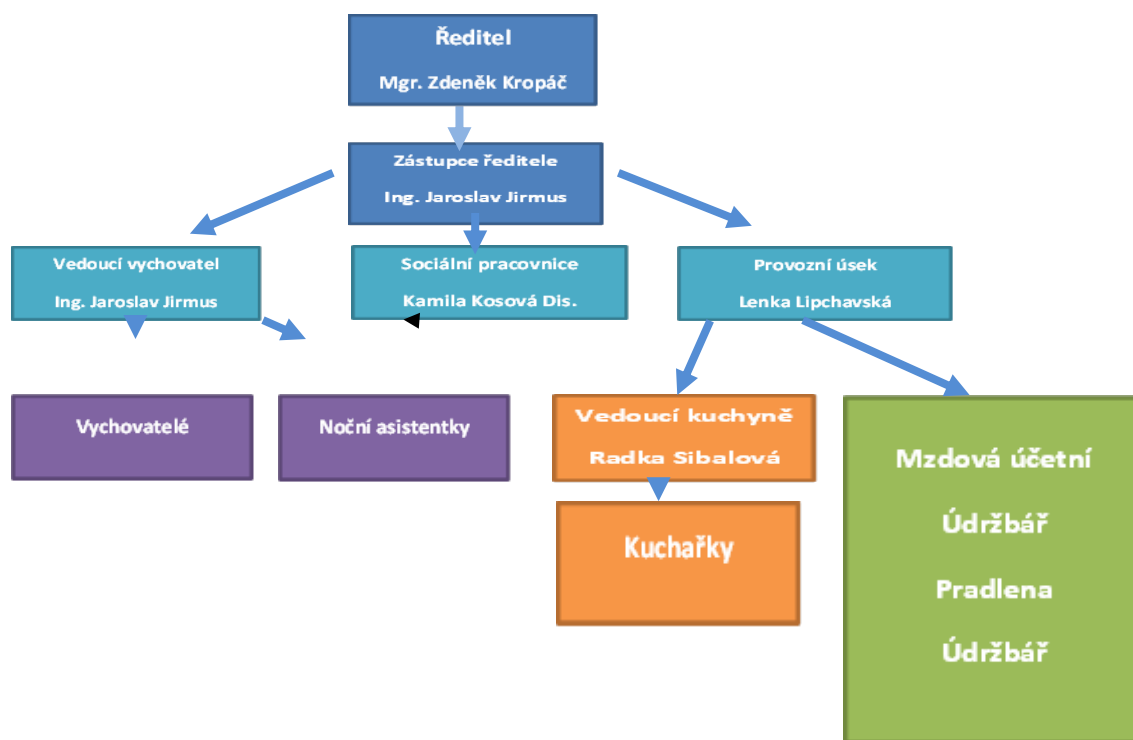 Ředitel
Mgr. Zdeněk Kropáč
Zástupce ředitele
Ing. Jaroslav Jirmus
Vedoucí vychovatel
Ing. Jaroslav Jirmus
Sociální pracovnice
Kamila Kosová Dis.
Provozní úsek
Lenka Lipchavská
Vychovatelé
Noční asistentky
Vedoucí kuchyně
Radka Sibalová
Kuchařky
Mzdová účetní
Údržbář
Pradlena
Údržbář